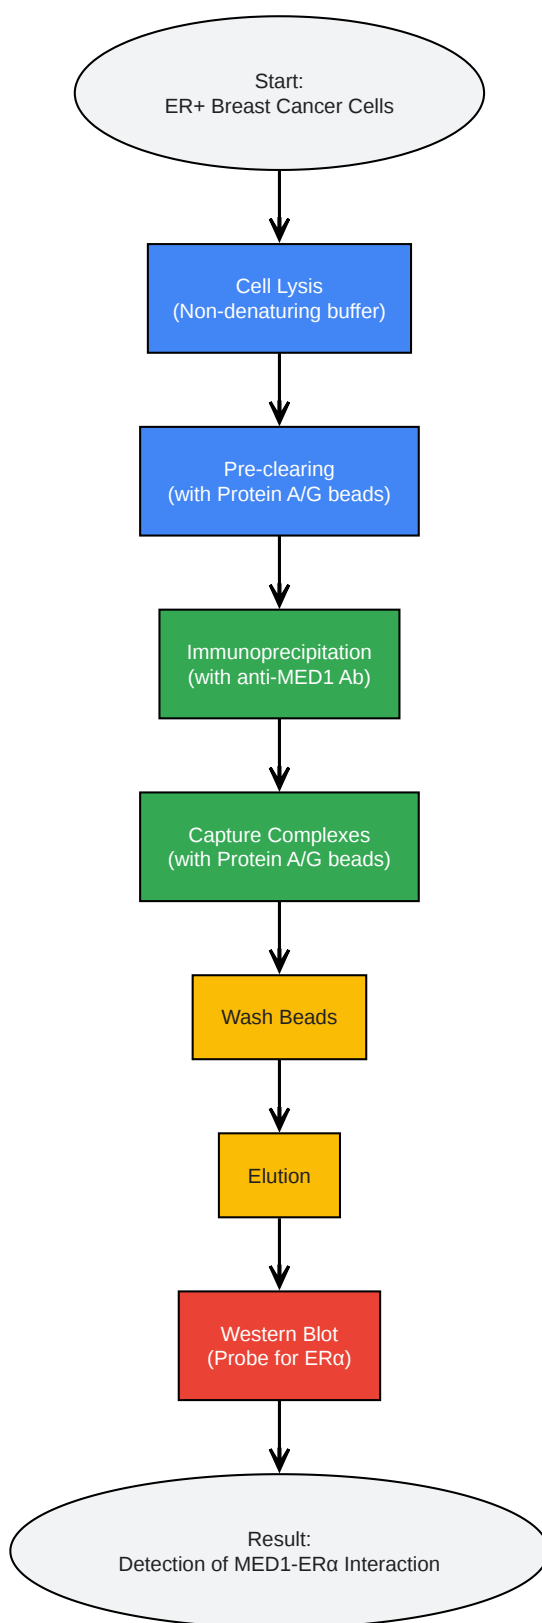 Start:
ER+ Breast Cancer Cells
Cell Lysis
(Non-denaturing buffer)
Pre-clearing
(with Protein A/G beads)
Immunoprecipitation
(with anti-MED1 Ab)
Capture Complexes
(with Protein A/G beads)
Wash Beads
Elution
Western Blot
(Probe for ERα)
Result:
Detection of MED1-ERα Interaction